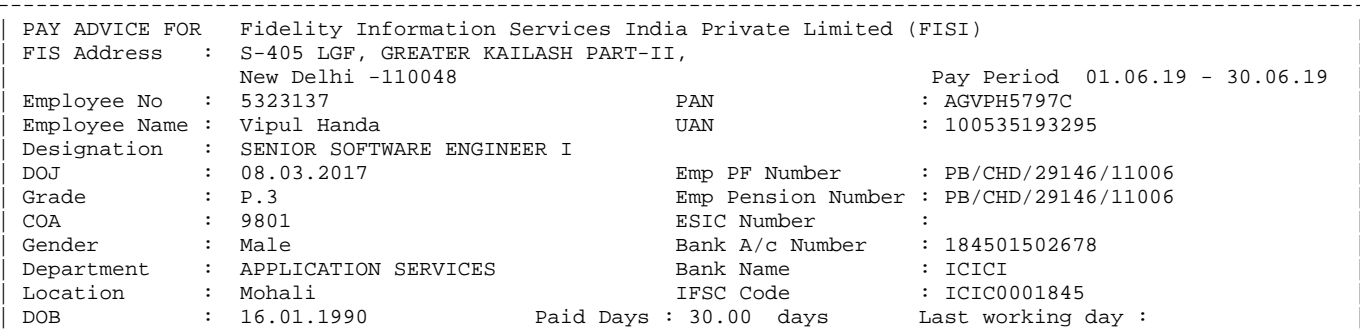 PAY ADVICE FOR Fidelity Information Services India Private Limited (FISI)
FIS Address : S-405 LGF, GREATER KAILASH PART-II,
New Delhi -110048 Pay Period 01.06.19 - 30.06.19
Employee No : 5323137 PAN : AGVPH5797C
Employee Name : Vipul Handa UAN : 100535193295
Designation : SENIOR SOFTWARE ENGINEER I
DOJ : 08.03.2017 Emp PF Number : PB/CHD/29146/11006
Grade : P.3 Emp Pension Number : PB/CHD/29146/11006
COA : 9801 ESIC Number :
Gender : Male Bank A/c Number : 184501502678
Department : APPLICATION SERVICES Bank Name : ICICI
Location : Mohali IFSC Code : ICIC0001845
DOB : 16.01.1990 Paid Days : 30.00 days Last working day :